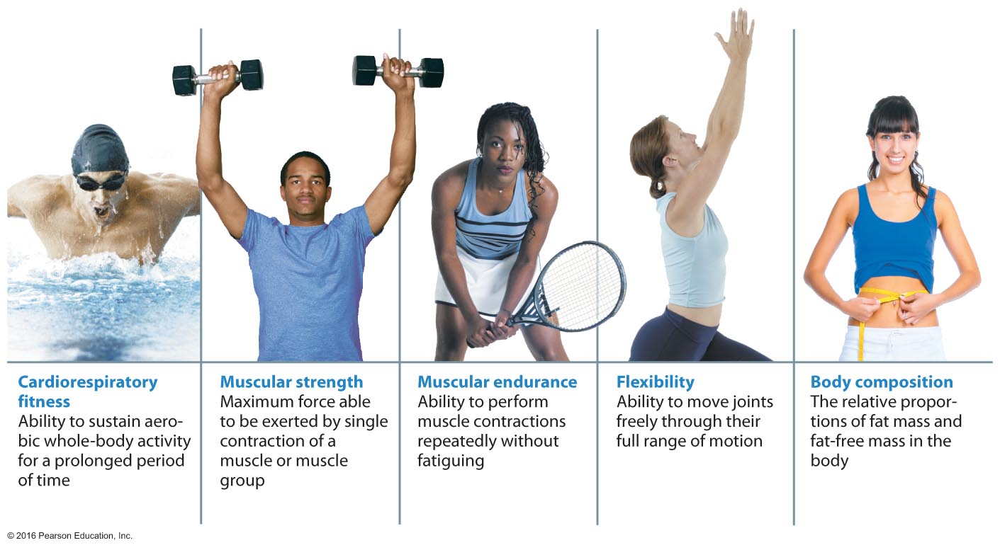 Cardiorespiratory
fitness
Ability to sustain aero-
bic whole-body activity
for a prolonged period
of time
Muscular strength
Maximum force able
to be exerted by single
contraction of a
muscle or muscle
group
Muscular endurance
Ability to perform
muscle contractions
repeatedly without
fatiguing
Flexibility
Ability to move joints
freely through their
full range of motion
Body composition
The relative propor-
tions of fat mass and
fat-free mass in the
body
© 2016 Pearson Education, Inc.